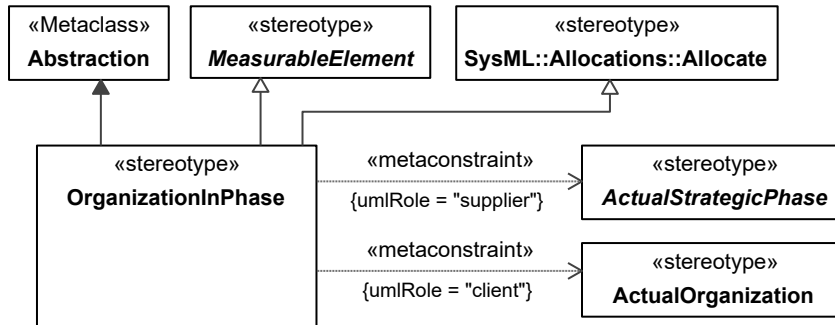 «Metaclass»
Abstraction
«stereotype»
MeasurableElement
«stereotype»
SysML::Allocations::Allocate
«stereotype»
OrganizationInPhase
«metaconstraint»
{umlRole = "supplier"}
«stereotype»
ActualStrategicPhase
«metaconstraint»
{umlRole = "client"}
«stereotype»
ActualOrganization